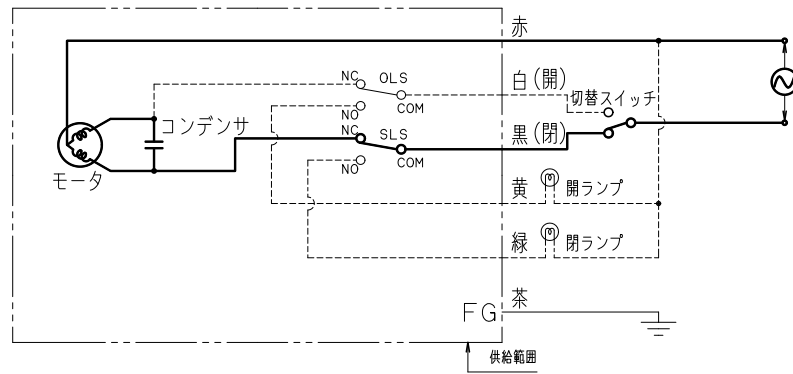 赤
NC OLS
白(開)
切替スイッチ
NO
COM
コンデンサ
NC SLS
黒(閉)
NO
COM
モータ
黄
開ランプ
緑
閉ランプ
FG
茶
供給範囲